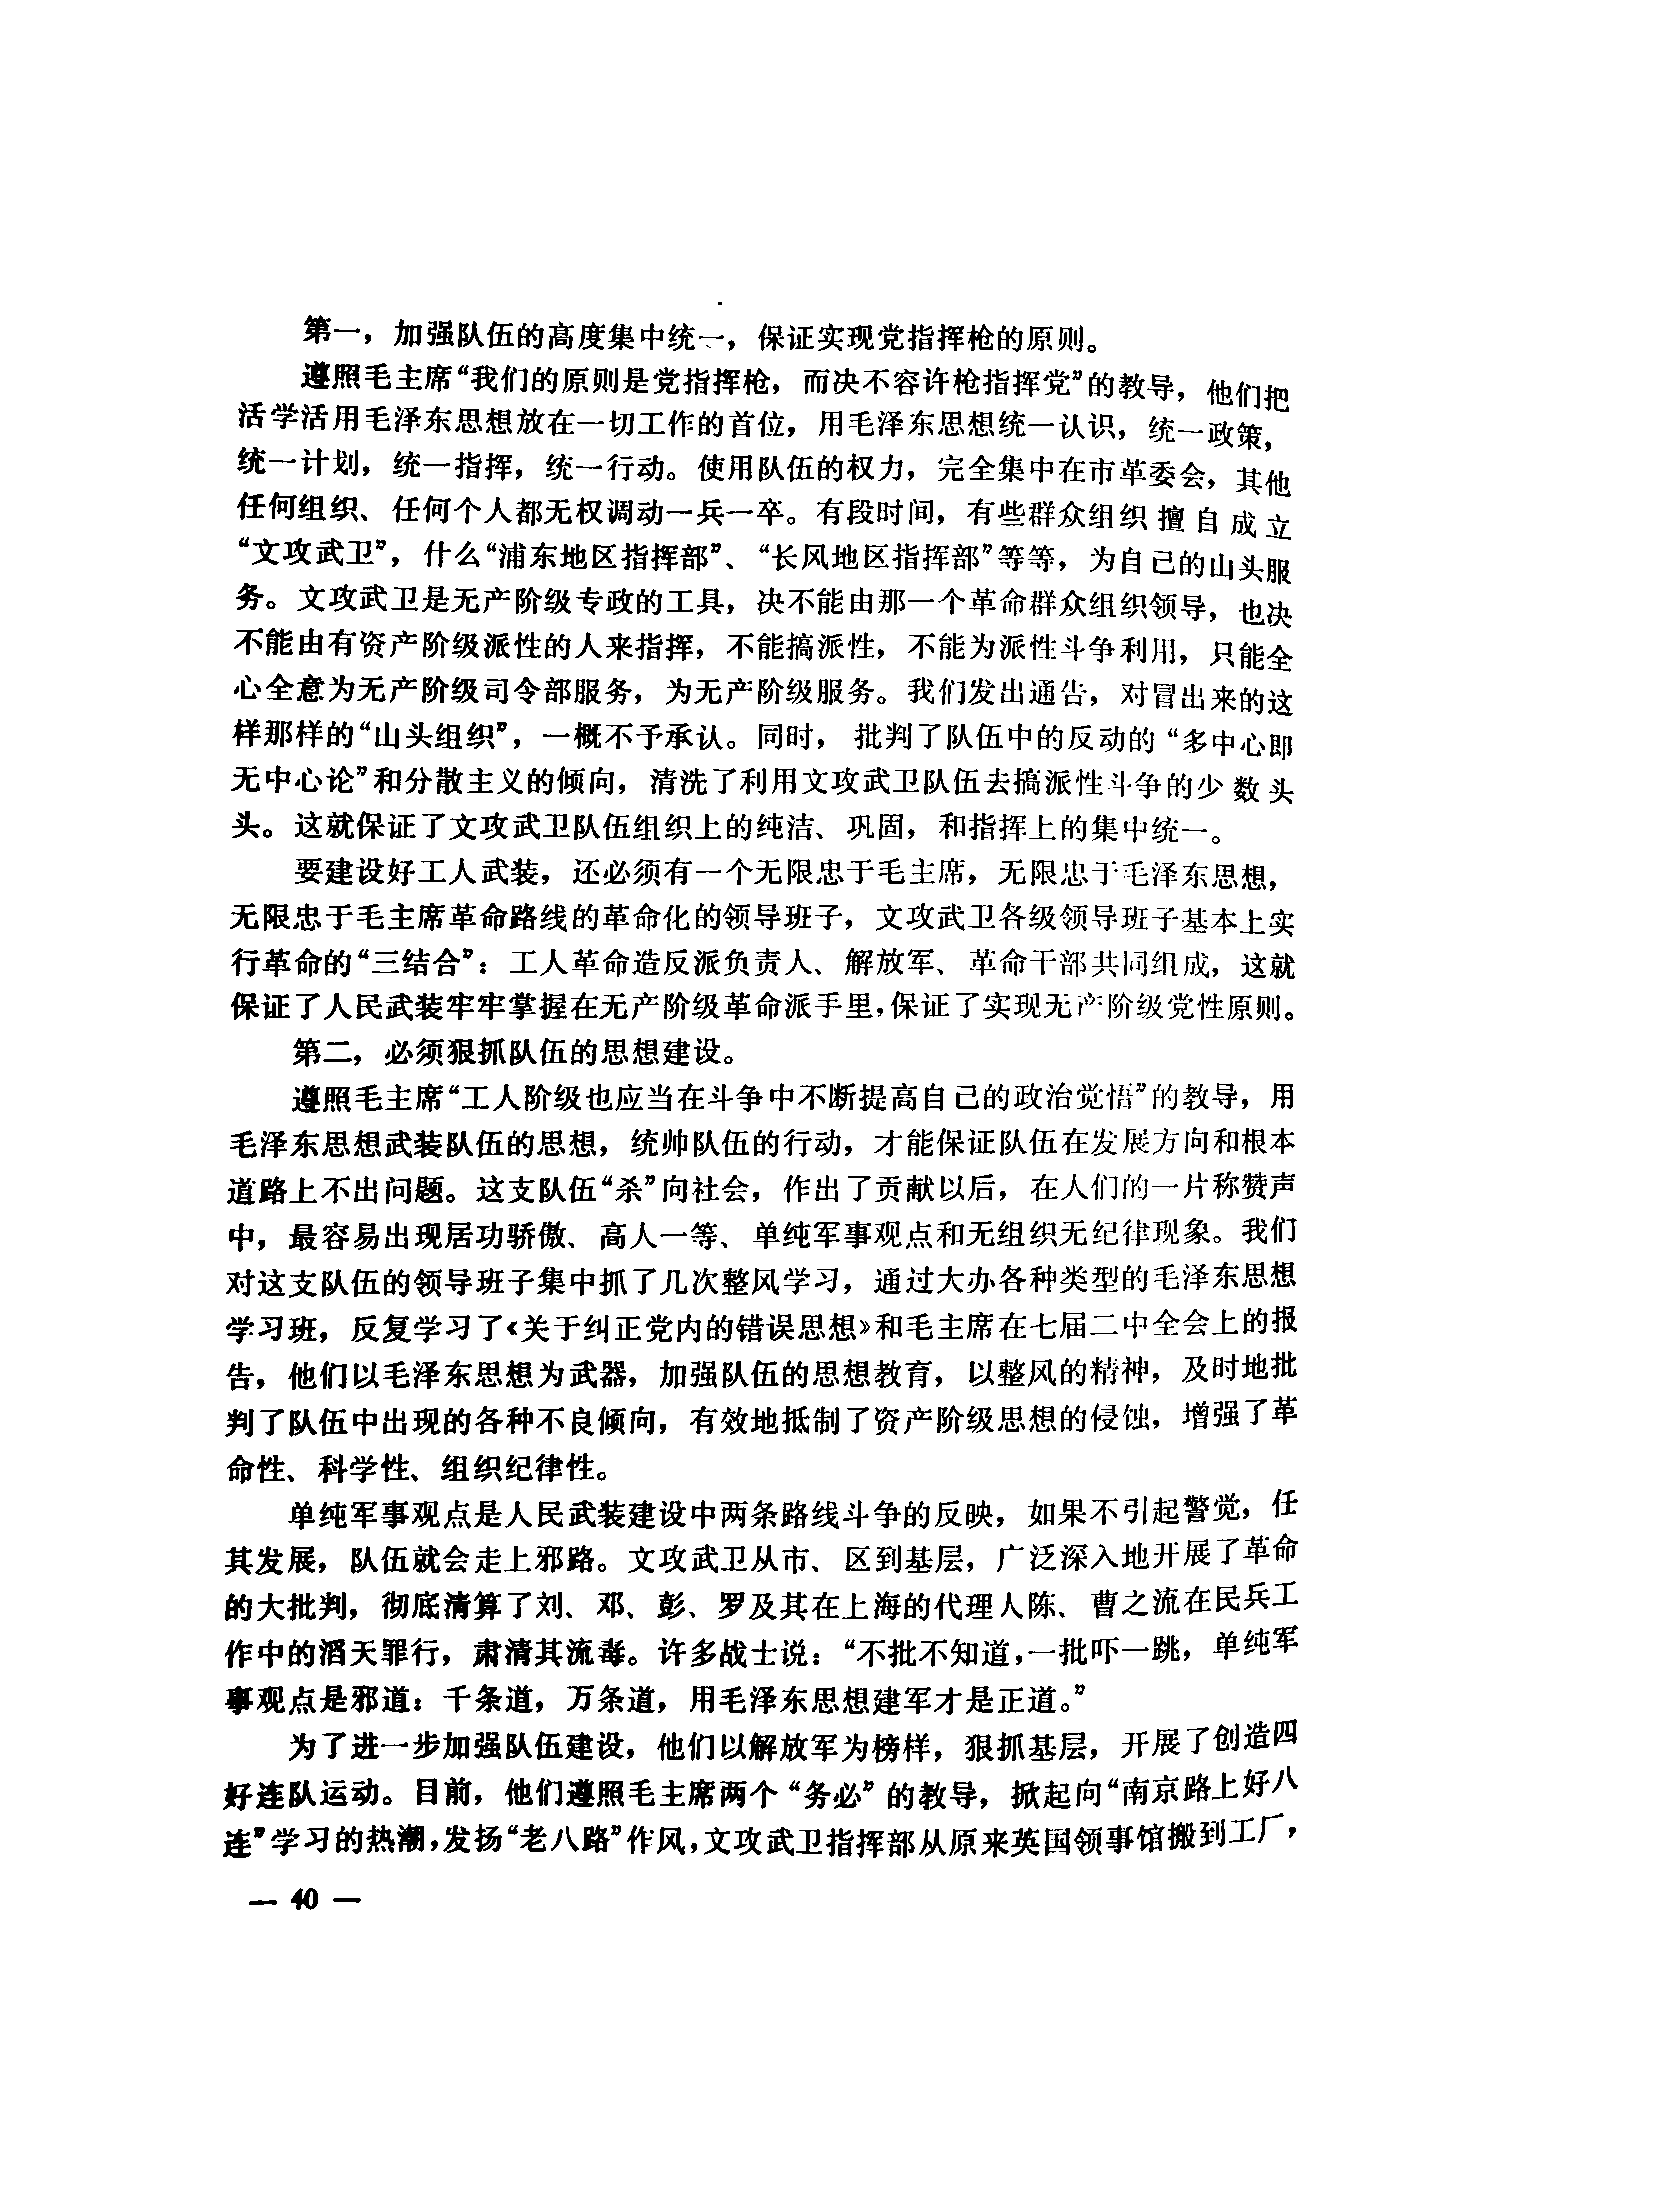 第一，加强队伍的高度集中统一，保证实现党指挥枪的原则。
遵照毛主席“我们的原则是党指挥枪，而决不容许枪指挥党”的教导，他们把
活学活用毛泽东思想放在一切工作的首位，用毛泽东思想统一认识，统一政策，
统一计划，统一指挥，统一行动。使用队伍的权力，完全集中在市革委会，其他
任何组织、任何个人都无权调动一兵一卒。有段时间，有些群众组织擅自成立
“文攻武卫”，什么“浦东地区指挥部”、“长风地区指挥部”等等，为自己的山头服
务。文攻武卫是无产阶级专政的工具，决不能由那一个革命群众组织领导，也决
不能由有资产阶级派性的人来指挥，不能搞派性，不能为派性斗争利用，只能全
心全意为无产阶级司令部服务，为无产阶级服务。我们发出通告，对冒出来的这
样那样的“山头组织”，一概不予承认。同时，批判了队伍中的反动的“多中心即
无中心论”和分散主义的倾向，清洗了利用文攻武卫队伍去搞派性斗争的少数头
头。这就保证了文攻武卫队伍组织上的纯洁、巩固，和指挥上的集中统一。
要建设好工人武装，还必须有一个无限忠于毛主席，无限忠于毛泽东思想，
无限忠于毛主席革命路线的革命化的领导班子，文攻武卫各级领导班子基本上实
行革命的“三结合”：工人革命造反派负责人、解放军、革命干部共同组成，这就
保证了人民武装牢牢掌握在无产阶级革命派手里，保证了实现无产阶级党性原则。
第二，必须狠抓队伍的思想建设。
遵照毛主席“工人阶级也应当在斗争中不断提高自己的政治觉悟”的教导，用
毛泽东思想武装队伍的思想，统帅队伍的行动，才能保证队伍在发展方向和根本
道路上不出问题。这支队伍“杀”向社会，作出了贡献以后，在人们的一片称赞声
中，最容易出现居功骄傲、高人一等、单纯军事观点和无组织无纪律现象。我们
对这支队伍的领导班子集中抓了几次整风学习，通过大办各种类型的毛泽东思想
学习班，反复学习了《关于纠正党内的错误思想》和毛主席在七届二中全会上的报
告，他们以毛泽东思想为武器，加强队伍的思想教育，以整风的精神，及时地批
判了队伍中出现的各种不良倾向，有效地抵制了资产阶级思想的侵蚀，增强了革
命性、科学性、组织纪律性。
单纯军事观点是人民武装建设中两条路线斗争的反映，如果不引起警觉，任
其发展，队伍就会走上邪路。文攻武卫从市、区到基层，广泛深入地开展了革命
的大批判，彻底清算了刘、邓、彭、罗及其在上海的代理人陈、曹之流在民兵工
作中的滔天罪行，肃清其流毒。许多战士说：“不批不知道，一批吓一跳，单纯军
事观点是邪道：千条道，万条道，用毛泽东思想建军才是正道。”
为了进一步加强队伍建设，他们以解放军为榜样，狠抓基层，开展了创造四
好连队运动。目前，他们遵照毛主席两个“务必”的教导，掀起向“南京路上好八
连”学习的热潮，发扬“老八路”作风，文攻武卫指挥部从原来英国领事馆搬到工厂，
— 40 —